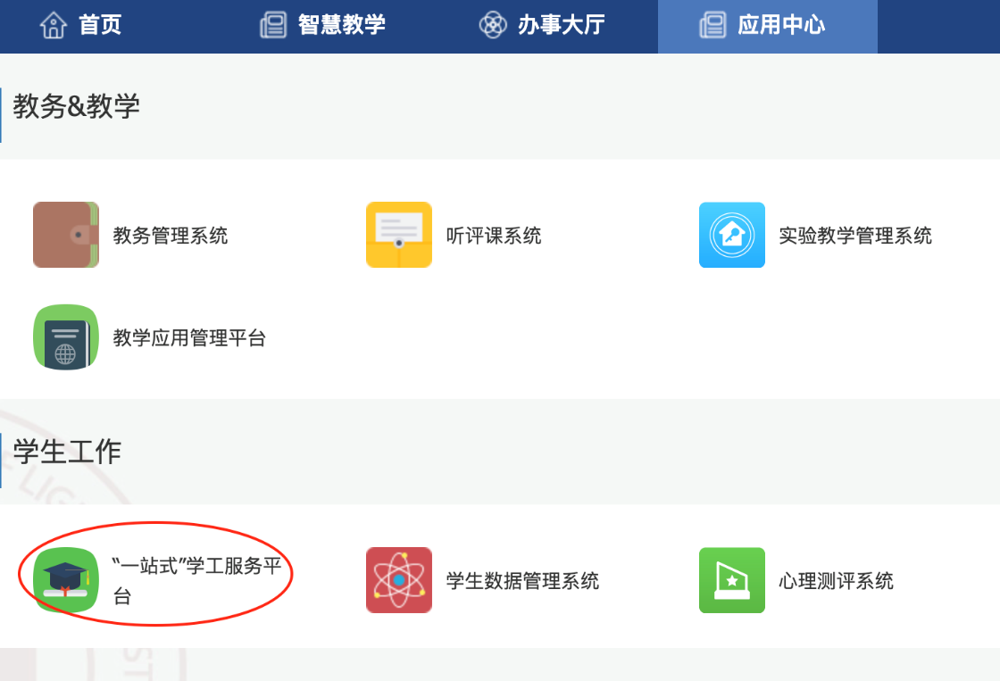 首页 智慧教学 办事大厅 应用中心
教务&教学
教务管理系统 听评课系统 实验教学管理系统
教学应用管理平台
学生工作
“一站式”学工服务平
台
学生数据管理系统 心理测评系统